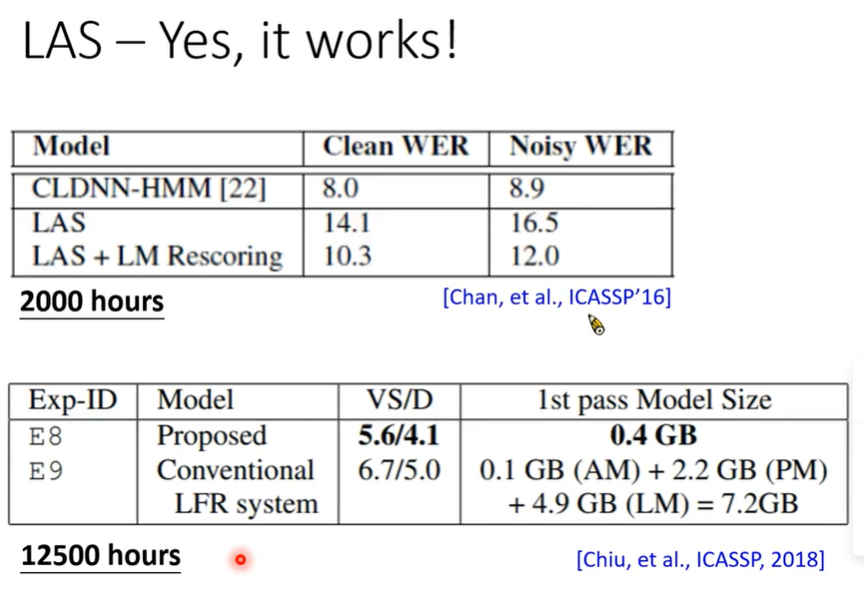 LAS – Yes, it works!
Model Clean WER Noisy WER
CLDNN-HMM [22] 8.0 8.9
LAS 14.1 16.5
LAS + LM Rescoring 10.3 12.0
2000 hours [Chan, et al., ICASSP’16]
Exp-ID Model VS/D 1st pass Model Size
E8 Proposed 5.6/4.1 0.4 GB
E9 Conventional 6.7/5.0 0.1 GB (AM) + 2.2 GB (PM)
LFR system + 4.9 GB (LM) = 7.2GB
12500 hours [Chiu, et al., ICASSP, 2018]